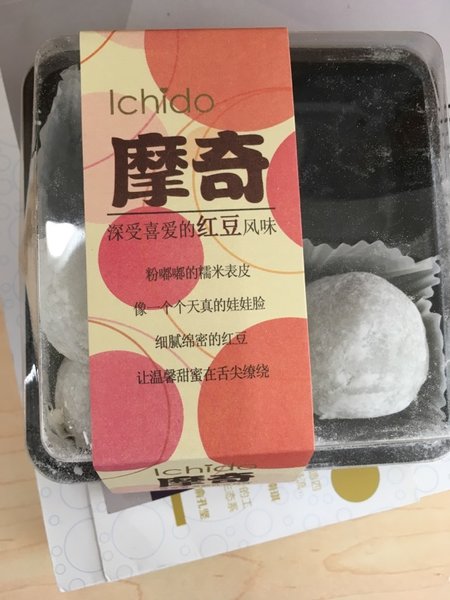 Ichido
摩奇
深受喜爱的红豆风味
粉嘟嘟的糯米表皮
像一个个天真的娃娃脸
细腻绵密的红豆
让温馨甜蜜在舌尖缭绕
Ichido
摩奇